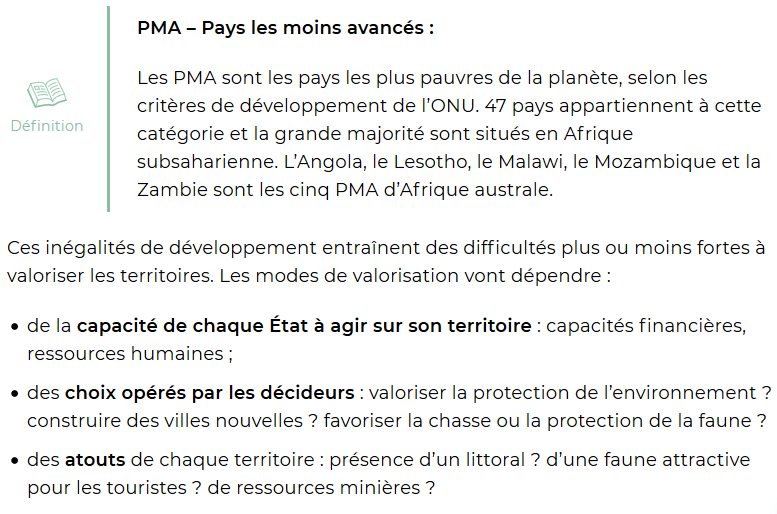 PMA – Pays les moins avancés :
Les PMA sont les pays les plus pauvres de la planète, selon les
critères de développement de l'ONU. 47 pays appartiennent à cette
catégorie et la grande majorité sont situés en Afrique
subsaharienne. L'Angola, le Lesotho, le Malawi, le Mozambique et la
Zambie sont les cinq PMA d'Afrique australe.
Définition
Ces inégalités de développement entraînent des difficultés plus ou moins fortes à
valoriser les territoires. Les modes de valorisation vont dépendre :
• de la capacité de chaque État à agir sur son territoire : capacités financières,
ressources humaines ;
• des choix opérés par les décideurs : valoriser la protection de l'environnement ?
construire des villes nouvelles ? favoriser la chasse ou la protection de la faune ?
• des atouts de chaque territoire : présence d'un littoral ? d'une faune attractive
pour les touristes ? de ressources minières ?